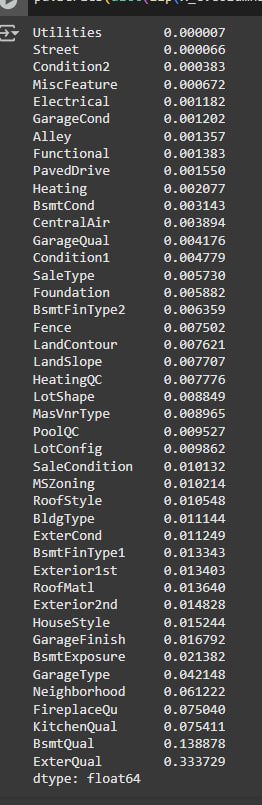 Utilities 0.000007
Street 0.000066
Condition2 0.000383
MiscFeature 0.000672
Electrical 0.001182
GarageCond 0.001202
Alley 0.001357
Functional 0.001383
PavedDrive 0.001550
Heating 0.002077
BsmtCond 0.003143
CentralAir 0.003894
GarageQual 0.004176
Condition1 0.004779
SaleType 0.005730
Foundation 0.005882
BsmtFinType2 0.006359
Fence 0.007502
LandContour 0.007621
LandSlope 0.007707
HeatingQC 0.007776
LotShape 0.008849
MasVnrType 0.008965
PoolQC 0.009527
LotConfig 0.009862
SaleCondition 0.010132
MSZoning 0.010214
RoofStyle 0.010548
BldgType 0.011144
ExterCond 0.011249
BsmtFinType1 0.013343
Exterior1st 0.013403
RoofMatl 0.013640
Exterior2nd 0.014828
HouseStyle 0.015244
GarageFinish 0.016792
BsmtExposure 0.021382
GarageType 0.042148
Neighborhood 0.061222
FireplaceQu 0.075040
KitchenQual 0.075411
BsmtQual 0.138878
ExterQual 0.333729
dtype: float64